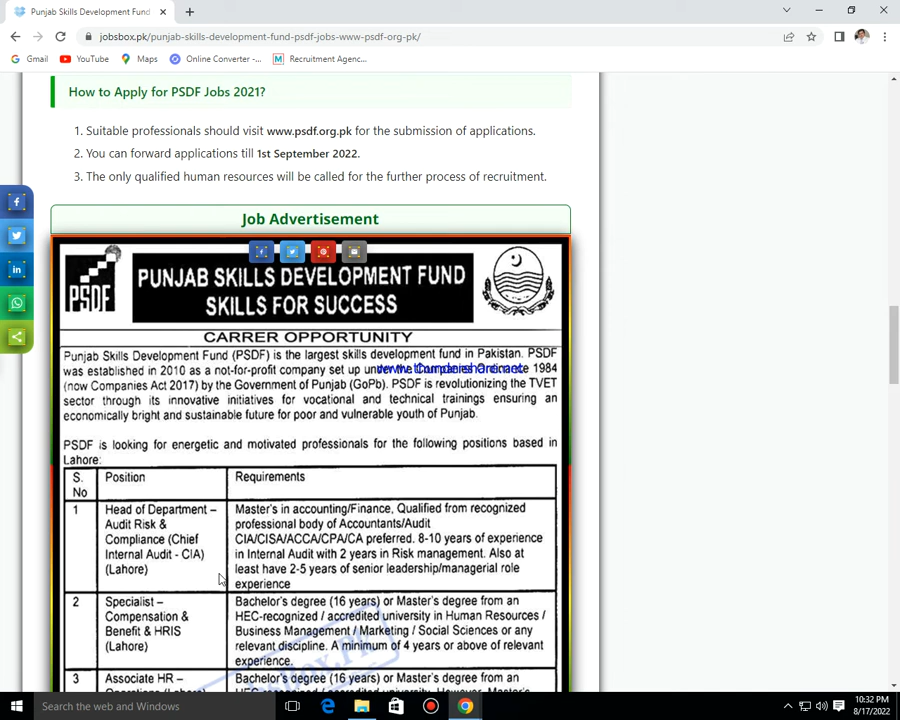 Punjab Skills Development Fund
jobsbox.pk/punjab-skills-development-fund-psdf-jobs-www-psdf-org-pk/
Gmail YouTube Maps Online Converter -... Recruitment Agenc...
How to Apply for PSDF Jobs 2021?
1. Suitable professionals should visit www.psdf.org.pk for the submission of applications.
2. You can forward applications till 1st September 2022.
3. The only qualified human resources will be called for the further process of recruitment.
Job Advertisement
PSDF
PUNJAB SKILLS DEVELOPMENT FUND
SKILLS FOR SUCCESS
CARRER OPPORTUNITY
Punjab Skills Development Fund (PSDF) is the largest skills development fund in Pakistan. PSDF
was established in 2010 as a not-for-profit company set up under the 1984
(now Companies Act 2017) by the Government of Punjab (GoPb). PSDF is revolutionizing the TVET
sector through its innovative initiatives for vocational and technical trainings ensuring an
economically bright and sustainable future for poor and vulnerable youth of Punjab.
PSDF is looking for energetic and motivated professionals for the following positions based in
Lahore:
S. No Position Requirements
1 Head of Department – Audit Risk & Compliance (Chief Internal Audit - CIA) (Lahore)
Master's in accounting/Finance, Qualified from recognized
professional body of Accountants/Audit
CIA/CISA/ACCA/CPA/CA preferred. 8-10 years of experience
in Internal Audit with 2 years in Risk management. Also at
least have 2-5 years of senior leadership/managerial role
experience
2 Specialist – Compensation & Benefit & HRIS (Lahore)
Bachelor's degree (16 years) or Master's degree from an
HEC-recognized / accredited university in Human Resources /
Business Management / Marketing / Social Sciences or any
relevant discipline. A minimum of 4 years or above of relevant
experience.
3 Associate HR –
Bachelor's degree (16 years) or Master's degree from an
Search the web and Windows
10:32 PM
8/17/2022